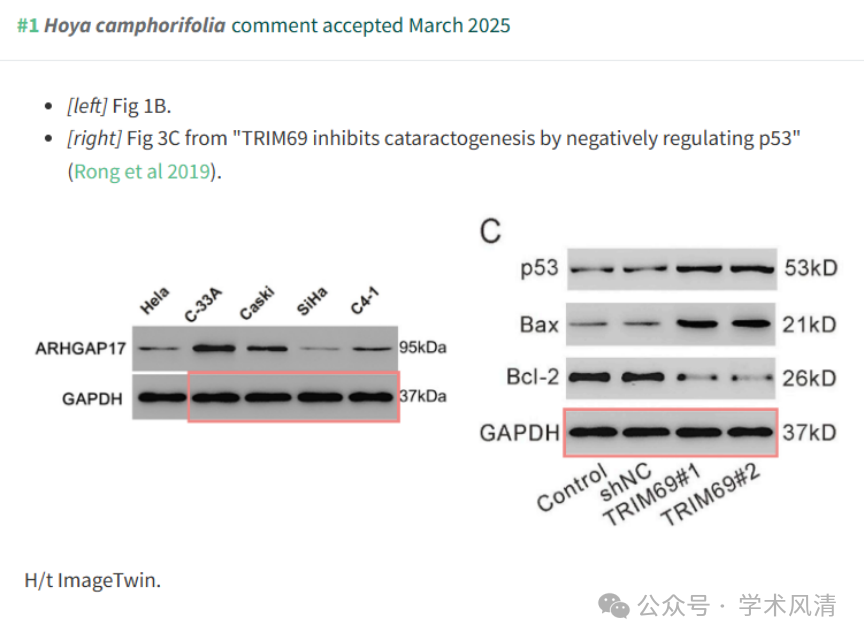 #1 Hoya camphorifolia comment accepted March 2025
• [left] Fig 1B.
• [right] Fig 3C from "TRIM69 inhibits cataractogenesis by negatively regulating p53"
(Rong et al 2019).
Hela C-33A Caski SiHa C4-1
ARHGAP17 95kDa
GAPDH 37kDa
C
p53 53kD
Bax 21kD
Bcl-2 26kD
GAPDH 37kD
Control shNC TRIM69#1 TRIM69#2
H/t ImageTwin.
公众号 · 学术风清